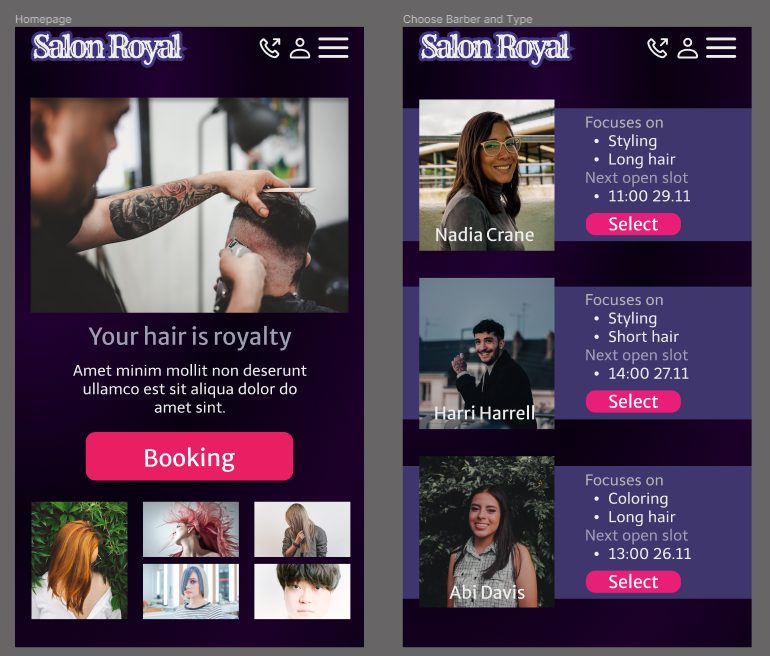 Homepage
Salon Royal
Your hair is royalty
Amet minim mollit non deserunt
ullamco est sit aliqua dolor do
amet sint.
Booking
Choose Barber and Type
Salon Royal
Nadia Crane
Focuses on
• Styling
• Long hair
Next open slot
• 11:00 29.11
Select
Harri Harrell
Focuses on
• Styling
• Short hair
Next open slot
• 14:00 27.11
Select
Abi Davis
Focuses on
• Coloring
• Long hair
Next open slot
• 13:00 26.11
Select